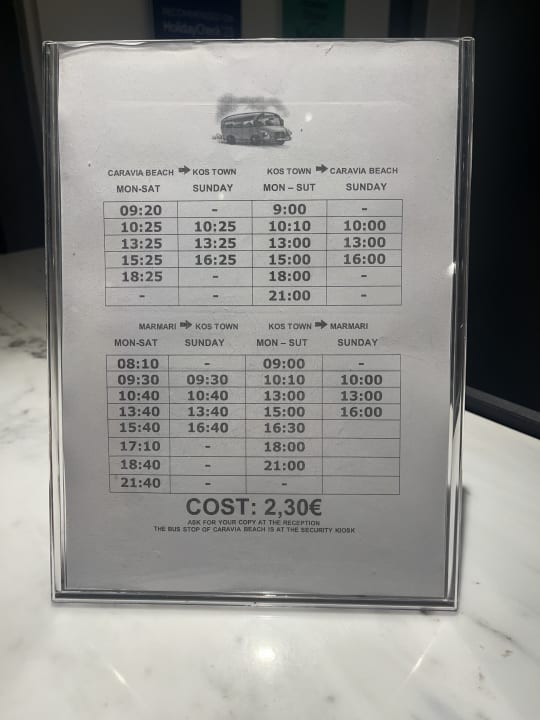 RECOMMENDED ON
HolidayCheck
CARAVIA BEACH ➡ KOS TOWN KOS TOWN ➡ CARAVIA BEACH
MON-SAT SUNDAY MON – SUT SUNDAY
09:20 - 9:00 -
10:25 10:25 10:10 10:00
13:25 13:25 13:00 13:00
15:25 16:25 15:00 16:00
18:25 - 18:00 -
- - 21:00 -
MARMARI ➡ KOS TOWN KOS TOWN ➡ MARMARI
MON-SAT SUNDAY MON – SUT SUNDAY
08:10 - 09:00 -
09:30 09:30 10:10 10:00
10:40 10:40 13:00 13:00
13:40 13:40 15:00 16:00
15:40 16:40 16:30
17:10 - 18:00
18:40 - 21:00
21:40 - -
COST: 2,30€
ASK FOR YOUR COPY AT THE RECEPTION
THE BUS STOP OF CARAVIA BEACH IS AT THE SECURITY KIOSK